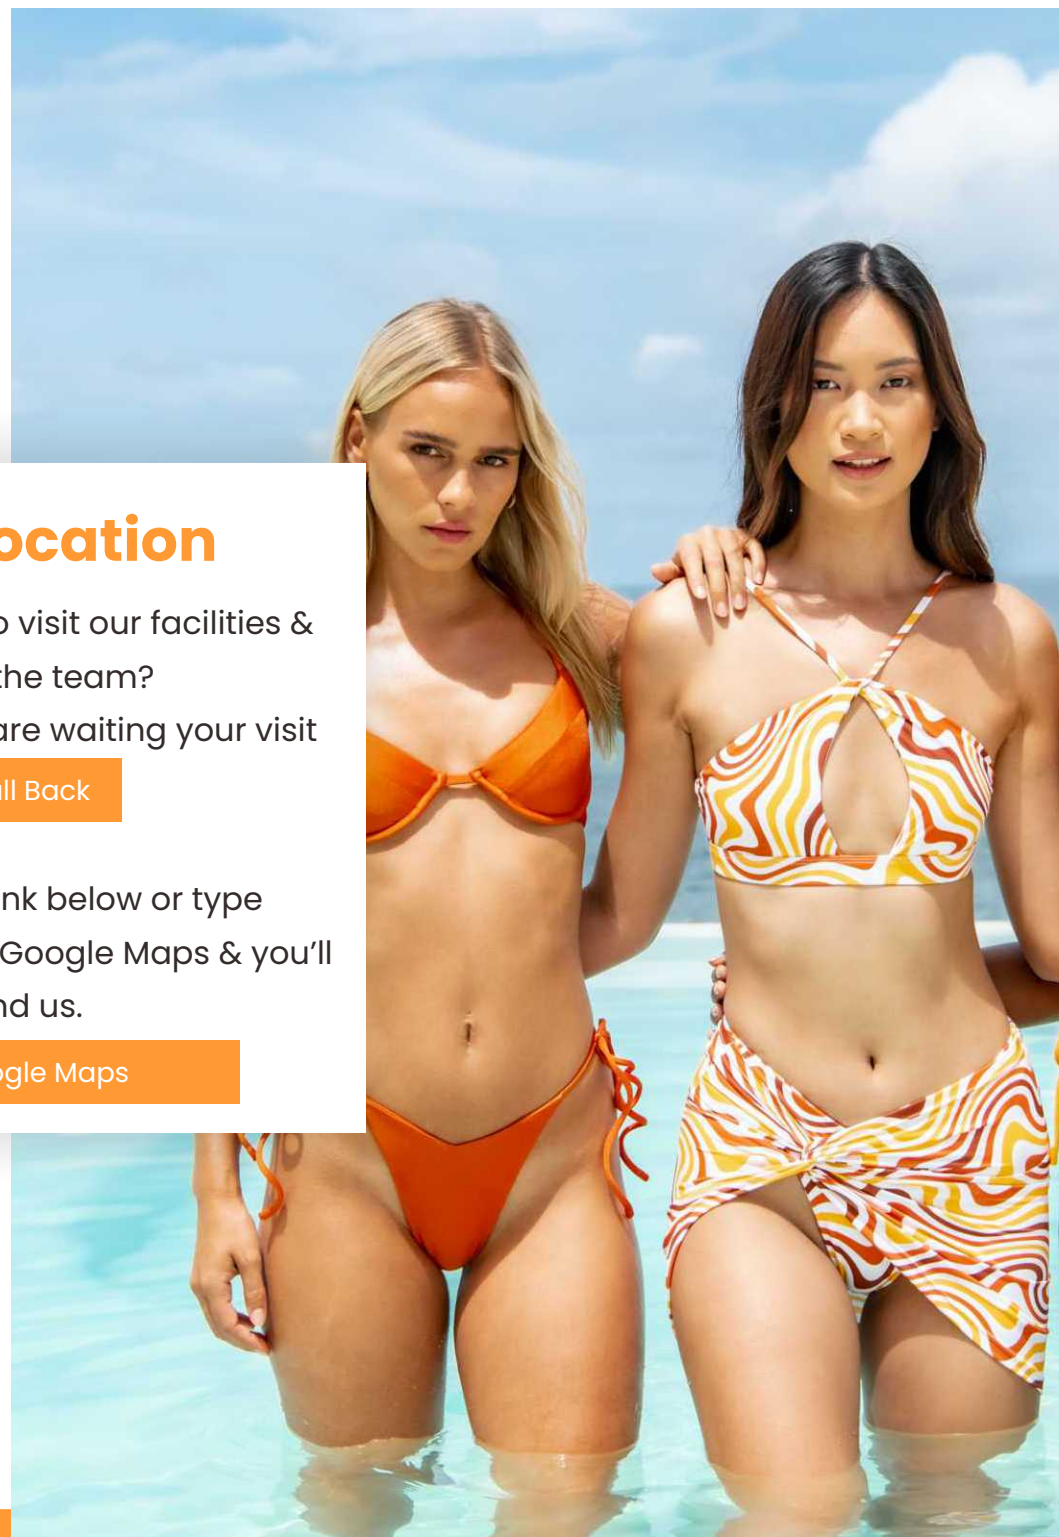 ocation
visit our facilities &
the team?
are waiting your visit
ll Back
nk below or type
Google Maps & you'll
nd us.
gle Maps